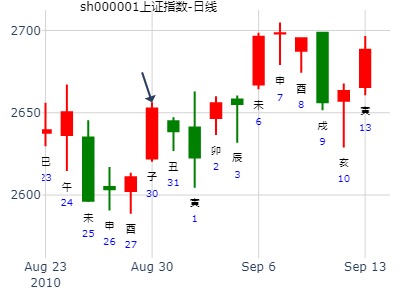 sh000001上证指数-日线
2700
2650
2600
巳
23
午
24
未
25
申
26
酉
27
子
30
丑
31
寅
1
卯
2
辰
3
未
6
申
7
酉
8
戌
9
亥
10
寅
13
Aug 23
2010
Aug 30
Sep 6
Sep 13